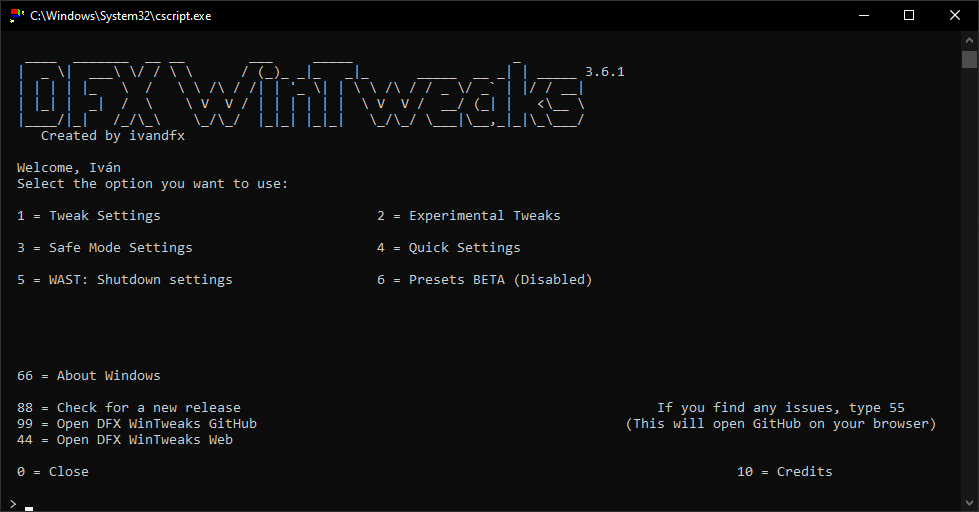 C:\Windows\System32\cscript.exe
DFX WinTweaks 3.6.1
Created by ivandfx
Welcome, Iván
Select the option you want to use:
1 = Tweak Settings 2 = Experimental Tweaks
3 = Safe Mode Settings 4 = Quick Settings
5 = WAST: Shutdown settings 6 = Presets BETA (Disabled)
66 = About Windows
88 = Check for a new release If you find any issues, type 55
99 = Open DFX WinTweaks GitHub (This will open GitHub on your browser)
44 = Open DFX WinTweaks Web
0 = Close 10 = Credits
> _